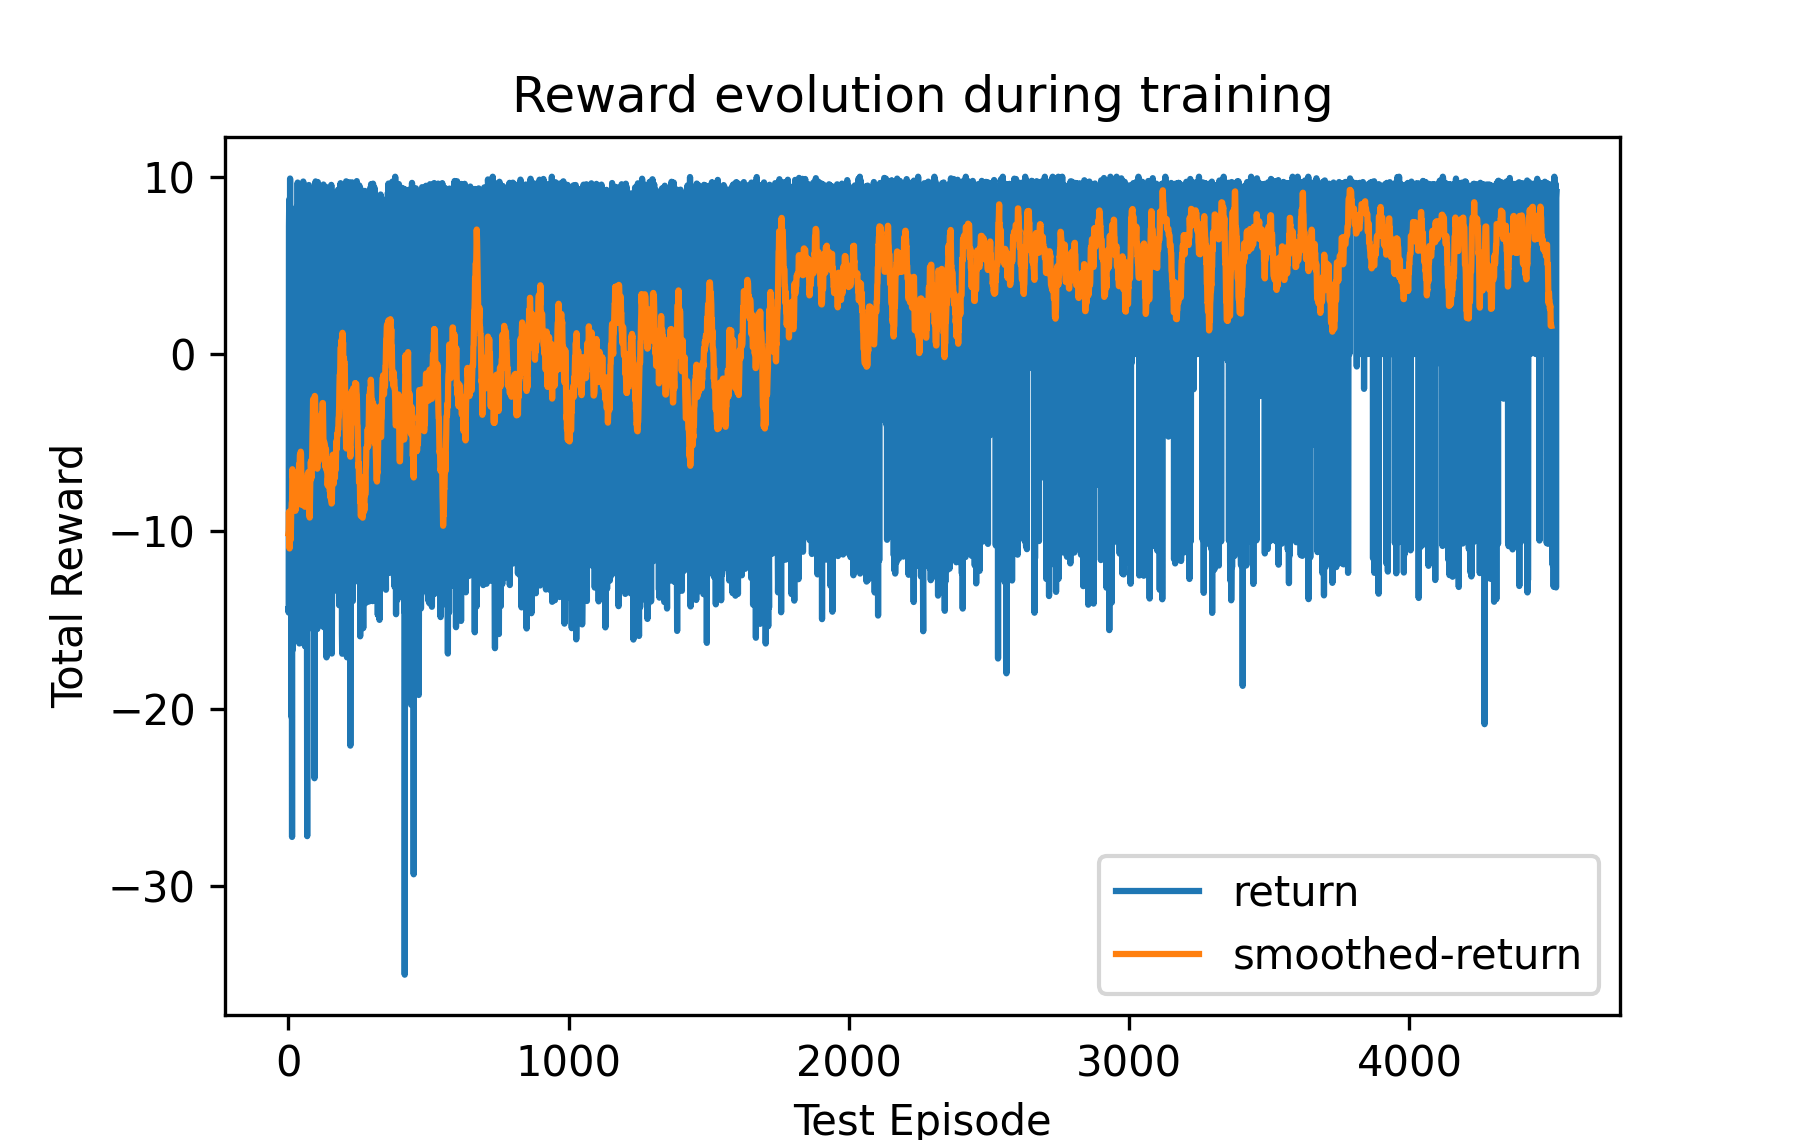 Reward evolution during training
Total Reward
10
0
−10
−20
−30
return
smoothed-return
0 1000 2000 3000 4000
Test Episode